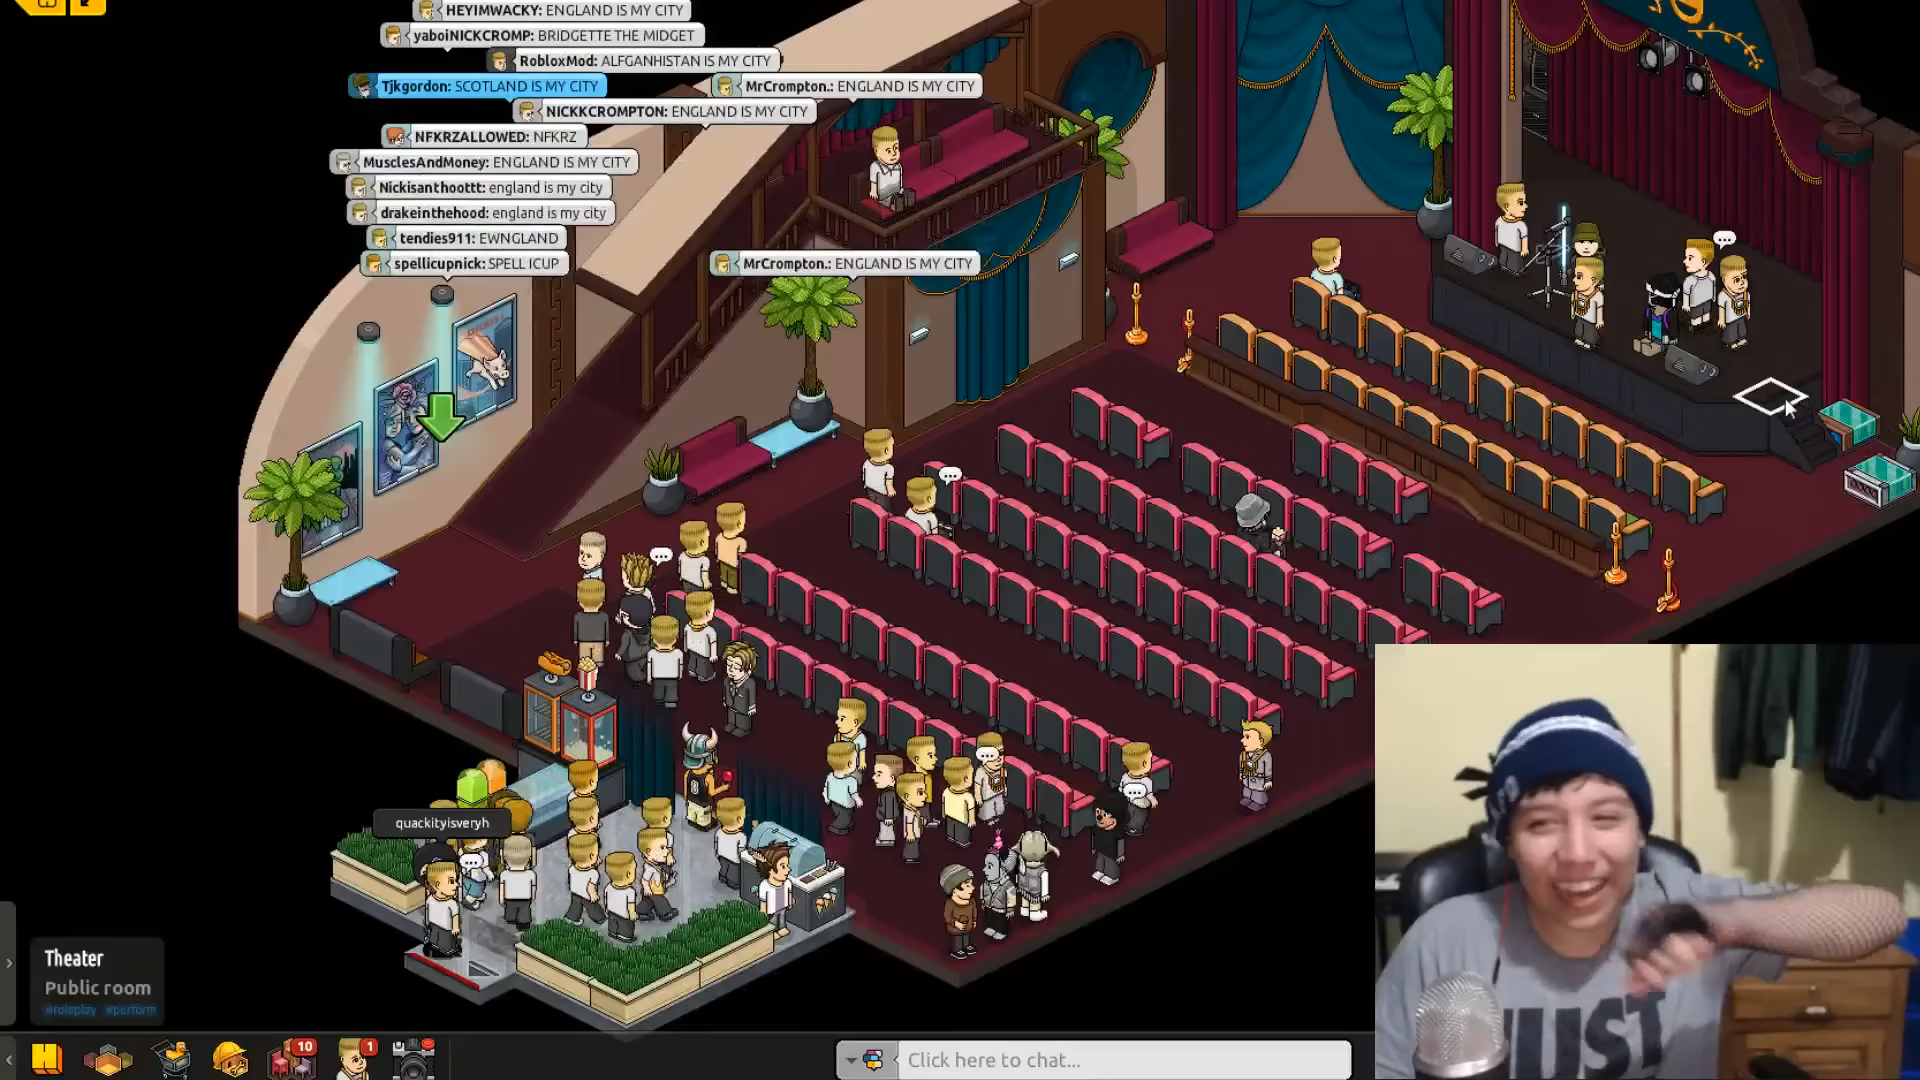 HEYIMWACKY: ENGLAND IS MY CITY
yaboiNICKCROMP: BRIDGETTE THE MIDGET
RobloxMod: ALFGANHISTAN IS MY CITY
Tjkgordon: SCOTLAND IS MY CITY
MrCrompton.: ENGLAND IS MY CITY
NICKKCROMPTON: ENGLAND IS MY CITY
NFKRZALLOWED: NFKRZ
MusclesAndMoney: ENGLAND IS MY CITY
Nickisanthoottt: england is my city
drakeinthehood: england is my city
tendies911: EWNGLAND
spellicupnick: SPELL ICUP
MrCrompton.: ENGLAND IS MY CITY
quackityisveryh
8
Theater
Public room
#roleplay #perform
10
1
Click here to chat...
JUST